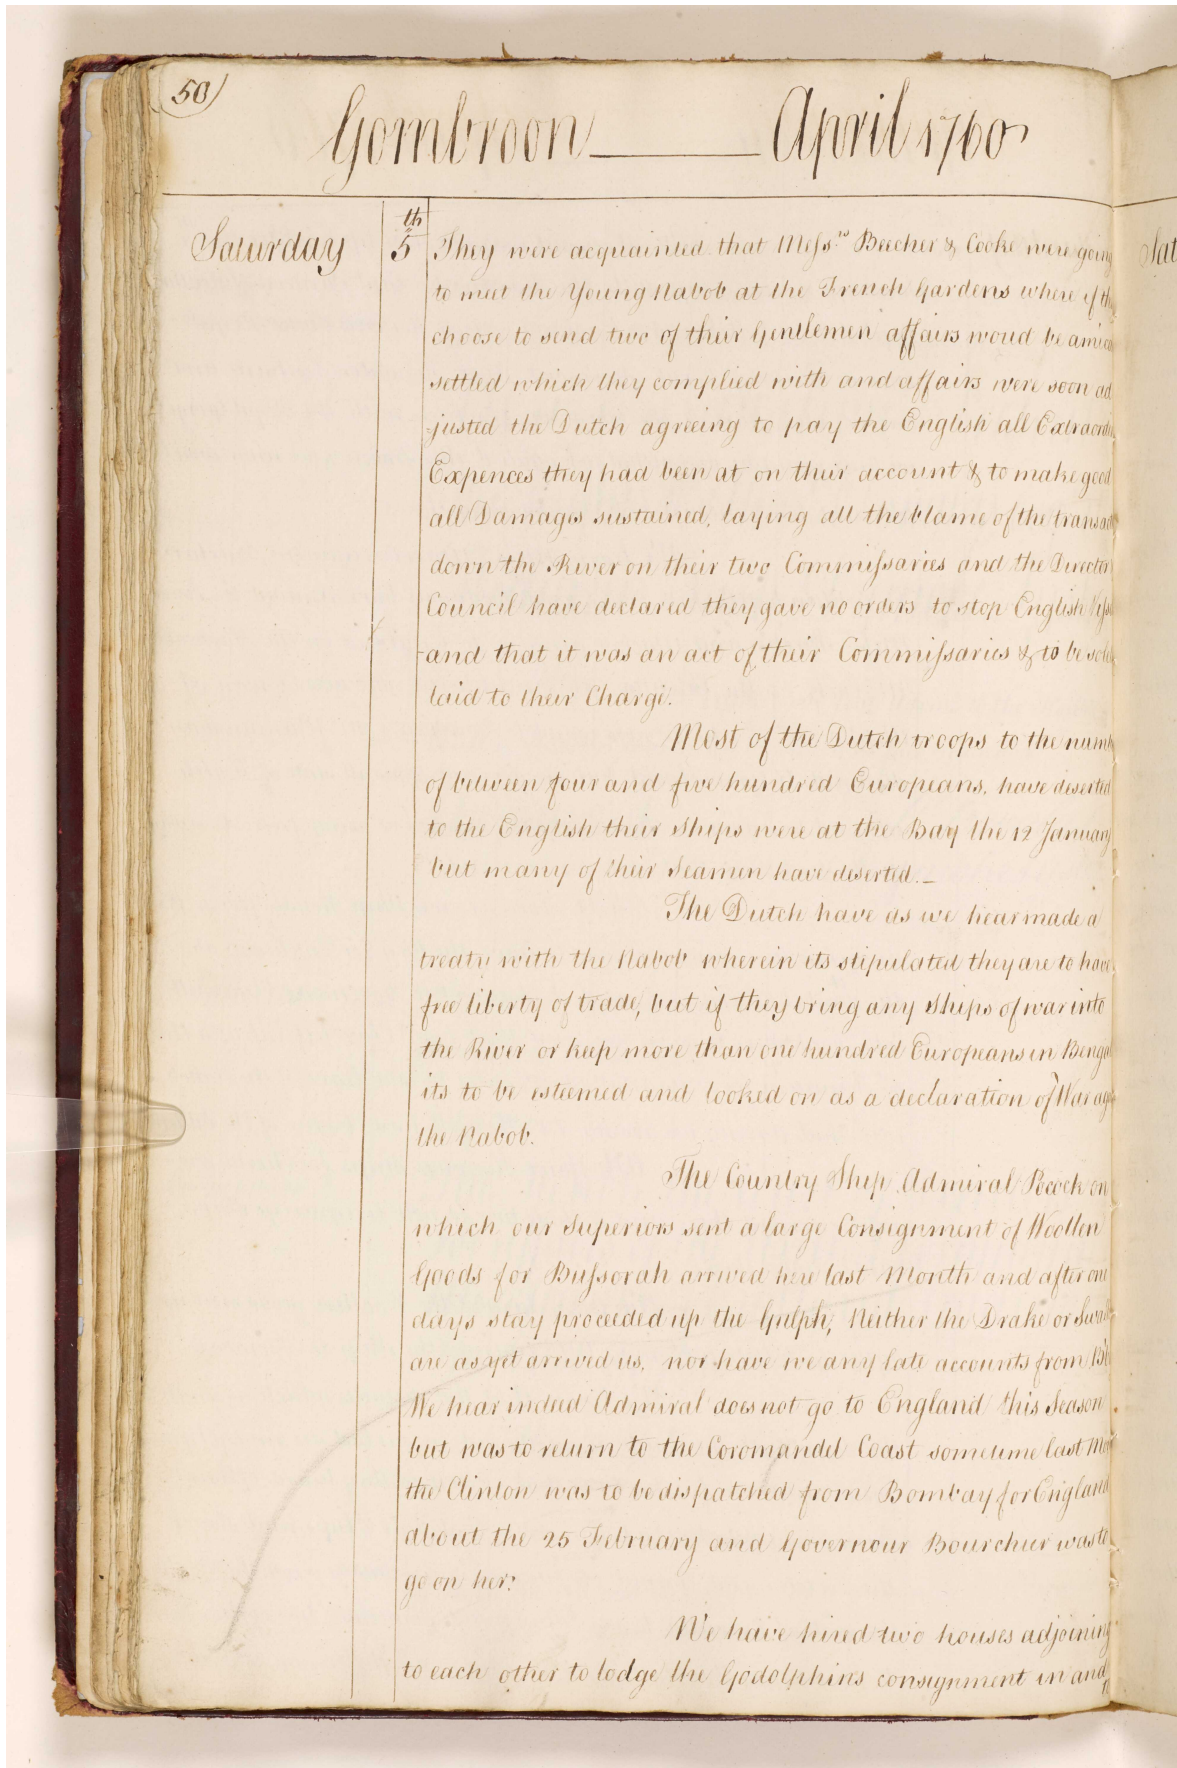 50)
Gombroon April 1760
Saturday 5th They were acquainted that Messrs Beecher & Cooke were going
to meet the Young Nabob at the French Gardens where if
choose to send two of their Gentlemen affairs woud be
settled which they complied with and affairs were soon ad
justed the Dutch agreeing to pay the English all
Expences they had been at on their account & to make good
all Damages sustained, laying all the blame of the
down the River on their two Commissaries and the Director
Council have declared they gave no orders to stop English
and that it was an act of their Commissaries & to be
laid to their Charge.
Most of the Dutch troops to the
of between four and five hundred Europeans. have deserted
to the English their Ships were at the Bay the 12 January
but many of their Seamen have deserted._
The Dutch have as we hear made a
treaty with the Nabob wherein its stipulated they are to have
free liberty of trade, but if they bring any Ships of war into
the River or keep more than one hundred Europeans in
its to be esteemed and looked on as a declaration of War
the Nabob.
The Country Ship Admiral Pocock on
which our Superiors sent a large Consignment of Woollen
Goods for Bussorah arrived here last Month and after one
days stay proceeded up the Gulph, Neither the Drake or
are as yet arrived us. nor have we any late accounts from
We hear indeed Admiral does not go to England this Season
but was to return to the Coromandel Coast sometime last
the Clinton was to be dispatched from Bombay for England
about the 25 February and Governour Bourchier was to
go on her:
We have hired two houses adjoining
to each other to lodge the Godolphins consignment in and
Sat